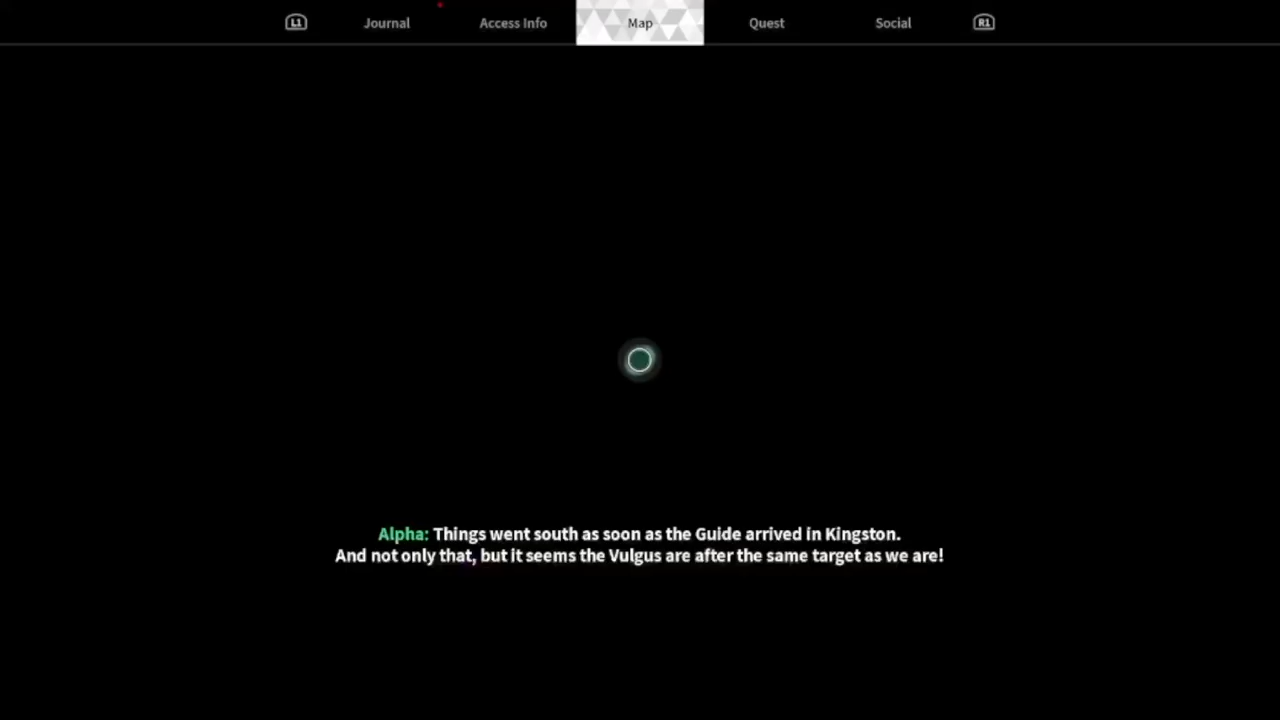 L1 Journal Access Info Map Quest Social R1
Alpha: Things went south as soon as the Guide arrived in Kingston.
And not only that, but it seems the Vulgus are after the same target as we are!